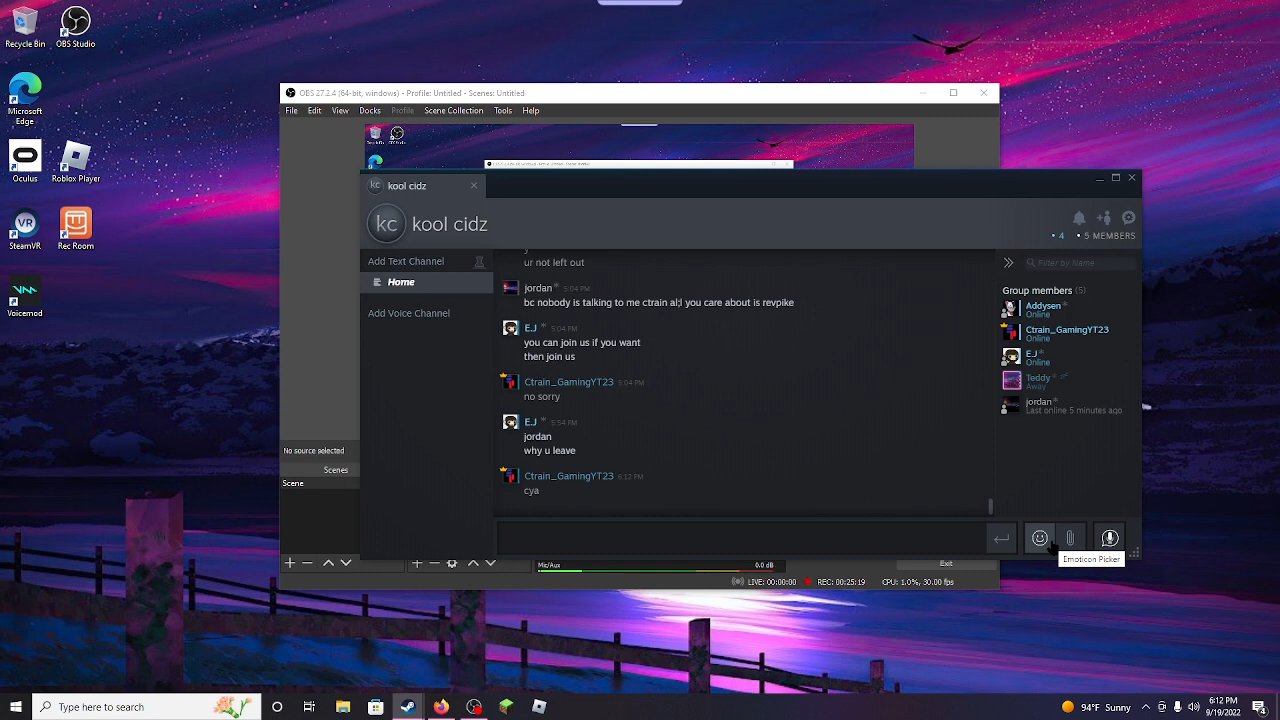 Recycle Bin
OBS Studio
Microsoft
Edge
Oculus
Roblox Pl...
SteamVR
Rec Room
OBS 27.2.4 (64-bit, windows) - Profile: Untitled - Scenes: Untitled
File Edit View Docks Profile Scene Collection Tools Help
kc kool cidz
kc kool cidz
4 5 MEMBERS
Add Text Channel
Home
Add Voice Channel
ur not left out
jordan* 5:04 PM
bc nobody is talking to me ctrain al;l you care about is revpike
E.J * 5:04 PM
you can join us if you want
then join us
Ctrain_GamingYT23 5:04 PM
no sorry
E.J * 5:54 PM
jordan
why u leave
Ctrain_GamingYT23 6:12 PM
cya
Filter by Name
Group members (5)
Addysen*
Online
Ctrain_GamingYT23
Online
E.J*
Online
Teddy*
Away
jordan*
Last online 5 minutes ago
Emoticon Picker
No source selected
Scenes
Scene
Mic/Aux 0.0 dB
Exit
LIVE: 00:00:00 REC: 00:25:19 CPU: 1.0%, 30.00 fps
Type here to search
94°F Sunny
6:12 PM
9/19/2022